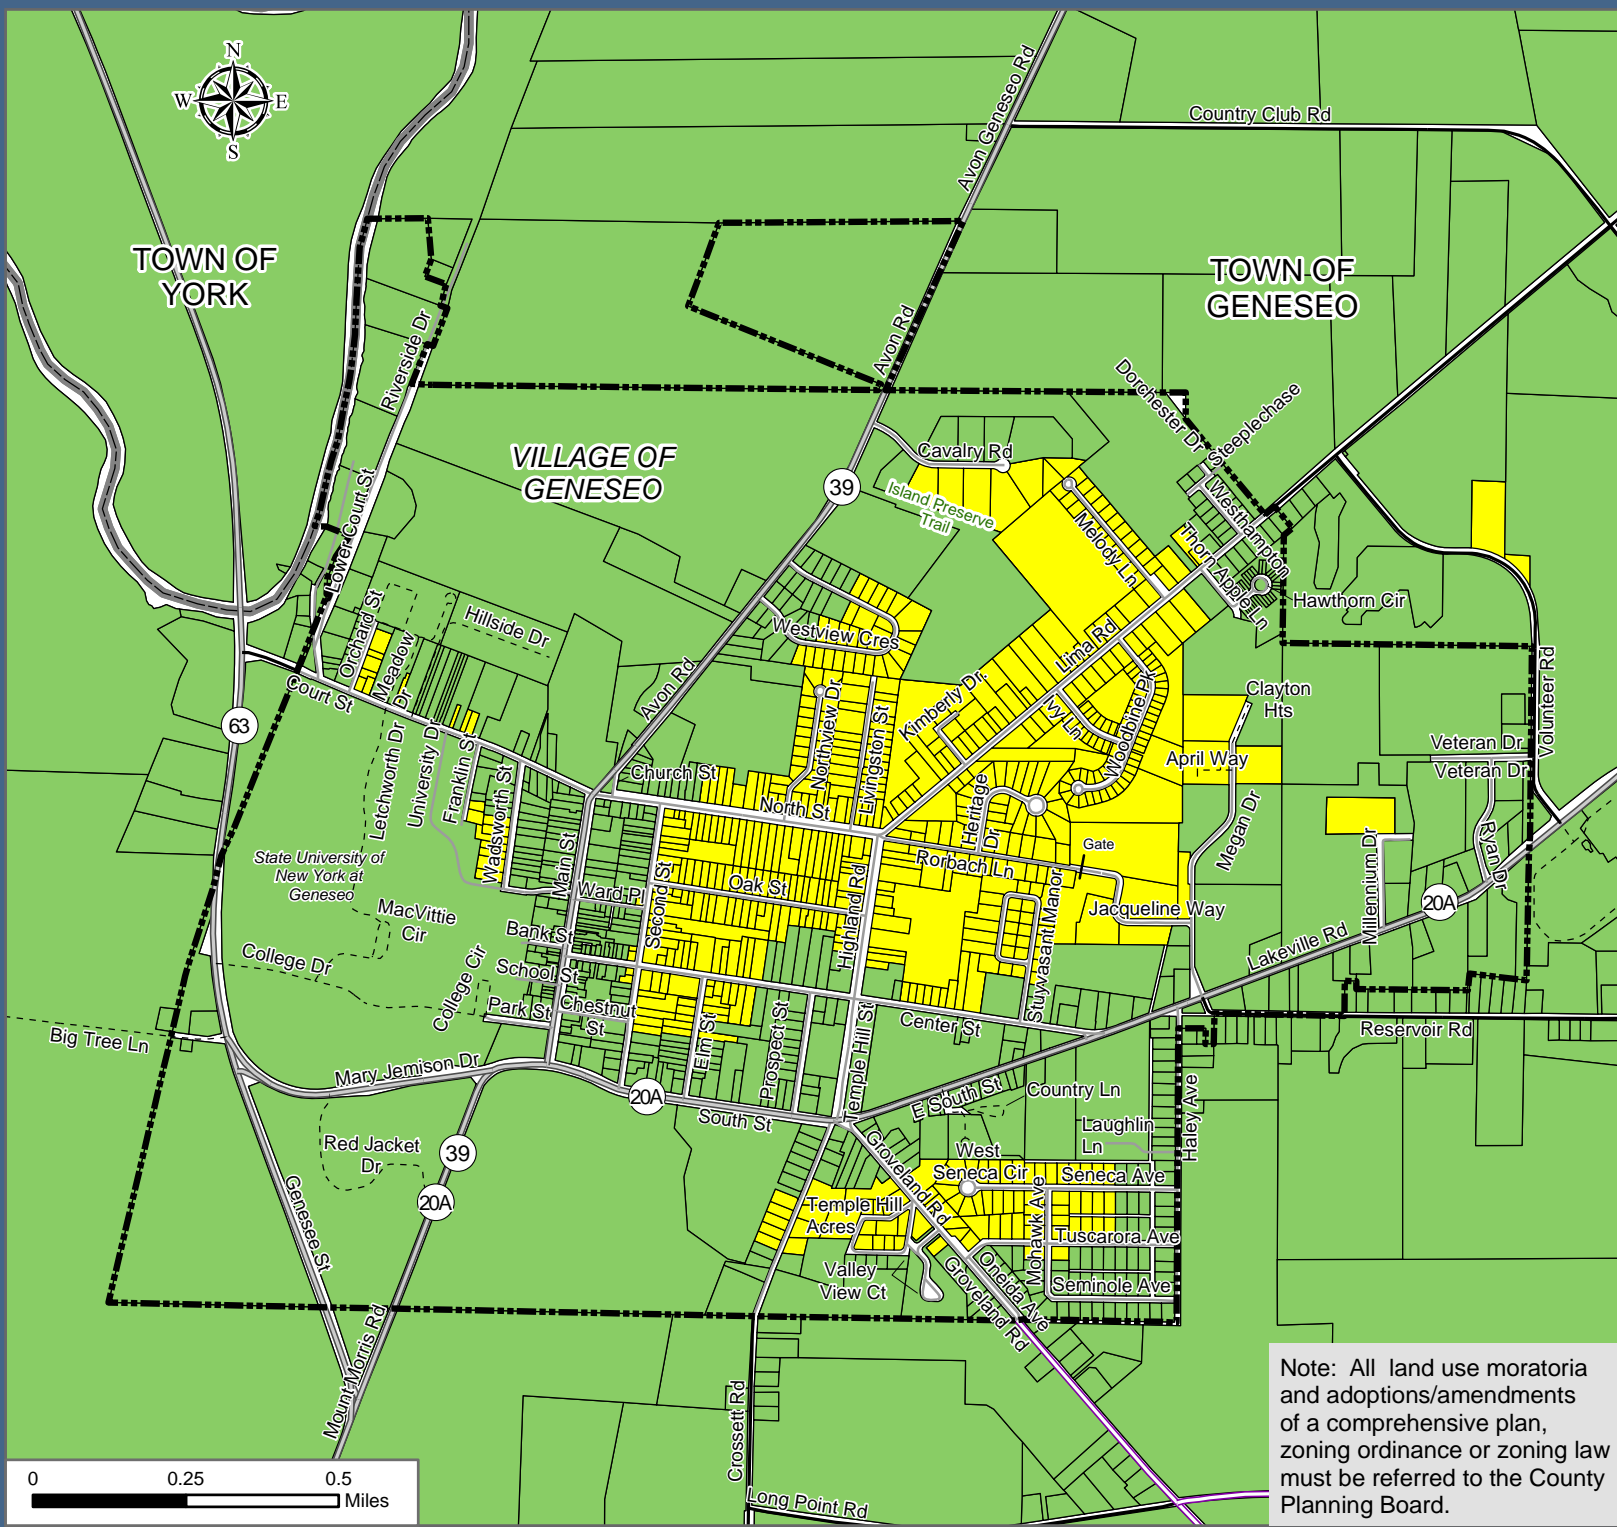 N
W
E
S
TOWN OF
YORK
TOWN OF
GENESEO
VILLAGE OF
GENESEO
Country Club Rd
Avon Geneseo Rd
Avon Rd
Riverside Dr
Dorchester Dr
Steeplechase
Cavalry Rd
39
Island Preserve
Trail
Lower Court St
Melody Ln
Westhampton
Thorn Apple Ln
Hawthorn Cir
Orchard St
Meadow
Dr
Hillside Dr
Westview Cres
Lima Rd
Court St
Avon Rd
Kimberly Dr.
Ivy Ln
Woodbine Pk
Clayton
Hts
Volunteer Rd
63
Northview Dr.
Livingston St
Veteran Dr
Veteran Dr
April Way
Letchworth Dr
University Dr
Franklin St
Wadsworth St
Church St
North St
Heritage
Dr.
Megan Dr
Ryan Dr
Millennium Dr
Gate
Rorbach Ln
State University of
New York at
Geneseo
Main St
Ward Pl
Second St
Oak St
Highland Rd
Stuyvasant Manor
Jacqueline Way
20A
Lakeville Rd
MacVittie
Cir
Bank St
College Dr
College Cir
School St
Park St
Chestnut
St
Elm St
Prospect St
Temple Hill St
Center St
Reservoir Rd
Big Tree Ln
Mary Jemison Dr
20A
South St
E South St
Country Ln
Haley Ave
Laughlin
Ln
Red Jacket
Dr
39
20A
Genesee St
Groveland Rd
West
Seneca Cir
Seneca Ave
Temple Hill
Acres
Mohawk Ave
Tuscarora Ave
Valley
View Ct
Oneida Ave
Groveland Rd
Seminole Ave
Mount Morris Rd
Crossett Rd
Long Point Rd
0
0.25
0.5
Miles
Note:  All  land use moratoria
and adoptions/amendments
of a comprehensive plan,
zoning ordinance or zoning law
must be referred to the County
Planning Board.